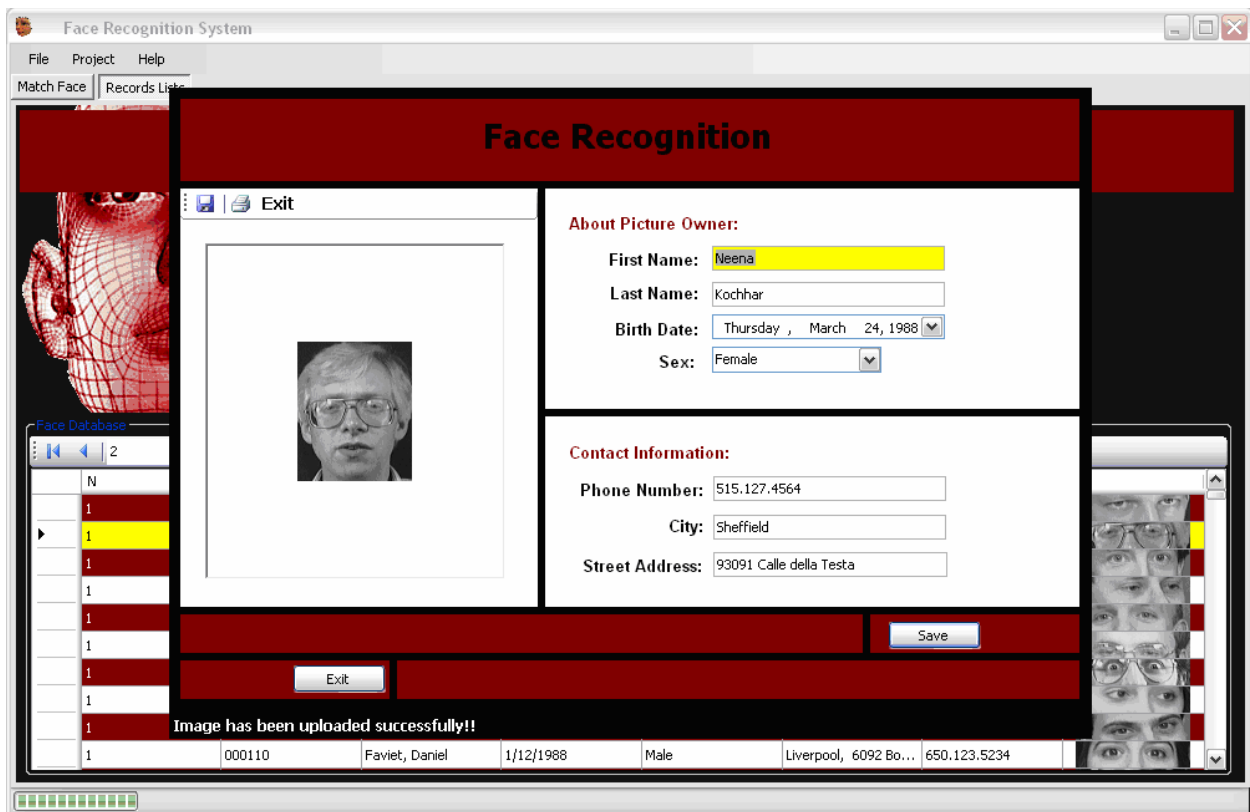 Face Recognition System
File Project Help
Match Face Records Lists
Face Recognition
Exit
About Picture Owner:
First Name: Neena
Last Name: Kochhar
Birth Date: Thursday , March 24, 1988
Sex: Female
Face Database
2
Contact Information:
Phone Number: 515.127.4564
City: Sheffield
Street Address: 93091 Calle della Testa
N
1
1
1
1
1
1
1
1
1
Save
Exit
Image has been uploaded successfully!!
1 000110 Faviet, Daniel 1/12/1988 Male Liverpool, 6092 Bo... 650.123.5234